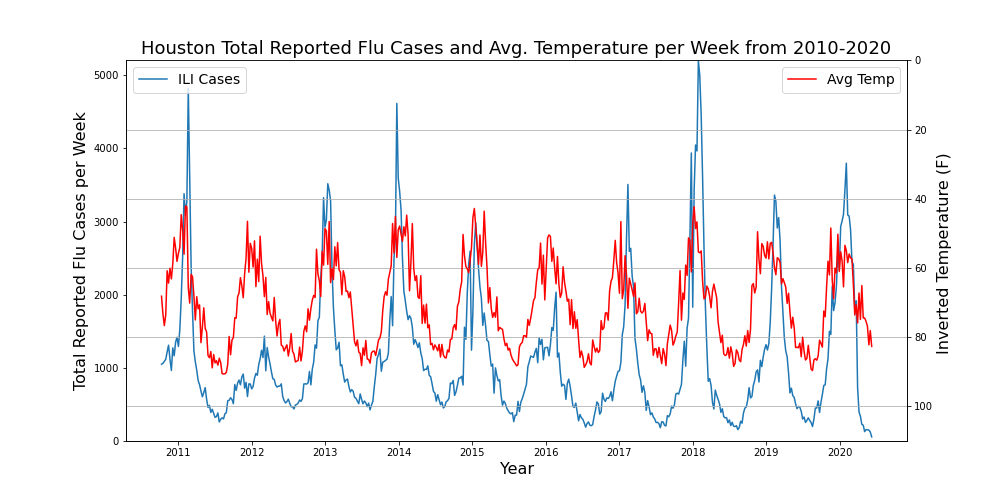 Houston Total Reported Flu Cases and Avg. Temperature per Week from 2010-2020
ILI Cases
Avg Temp
Total Reported Flu Cases per Week
5000
4000
3000
2000
1000
0
0
20
40
60
80
100
Inverted Temperature (F)
2011 2012 2013 2014 2015 2016 2017 2018 2019 2020
Year